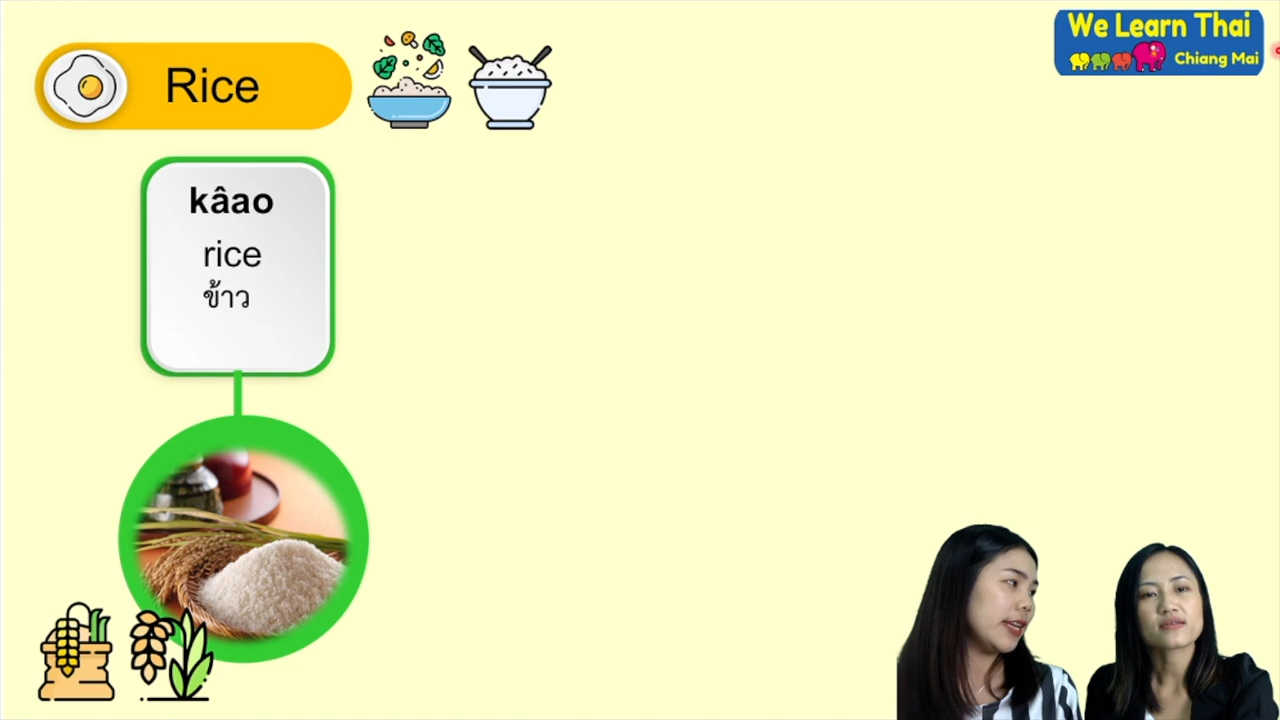 Rice
We Learn Thai
Chiang Mai
kâao
rice
ข้าว